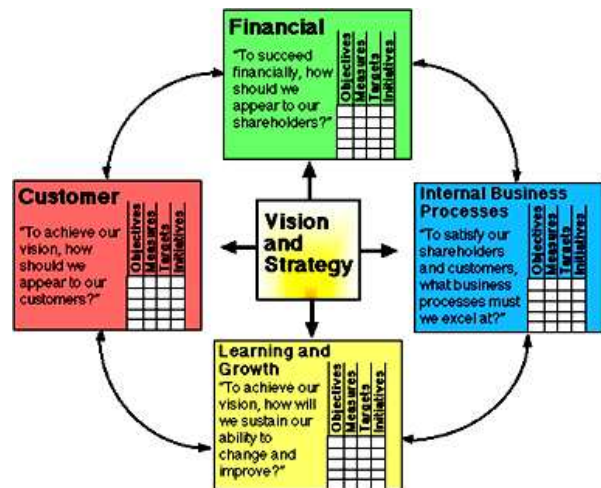 Financial
"To succeed
financially, how
should we
appear to our
shareholders?"
Objectives
Measures
Targets
Initiatives
Customer
"To achieve our
vision, how
should we
appear to our
customers?"
Objectives
Measures
Targets
Initiatives
Vision
and
Strategy
Internal Business
Processes
"To satisfy our
shareholders
and customers,
what business
processes must
we excel at?"
Objectives
Measures
Targets
Initiatives
Learning and
Growth
"To achieve our
vision, how will
we sustain our
ability to
change and
improve?"
Objectives
Measures
Targets
Initiatives